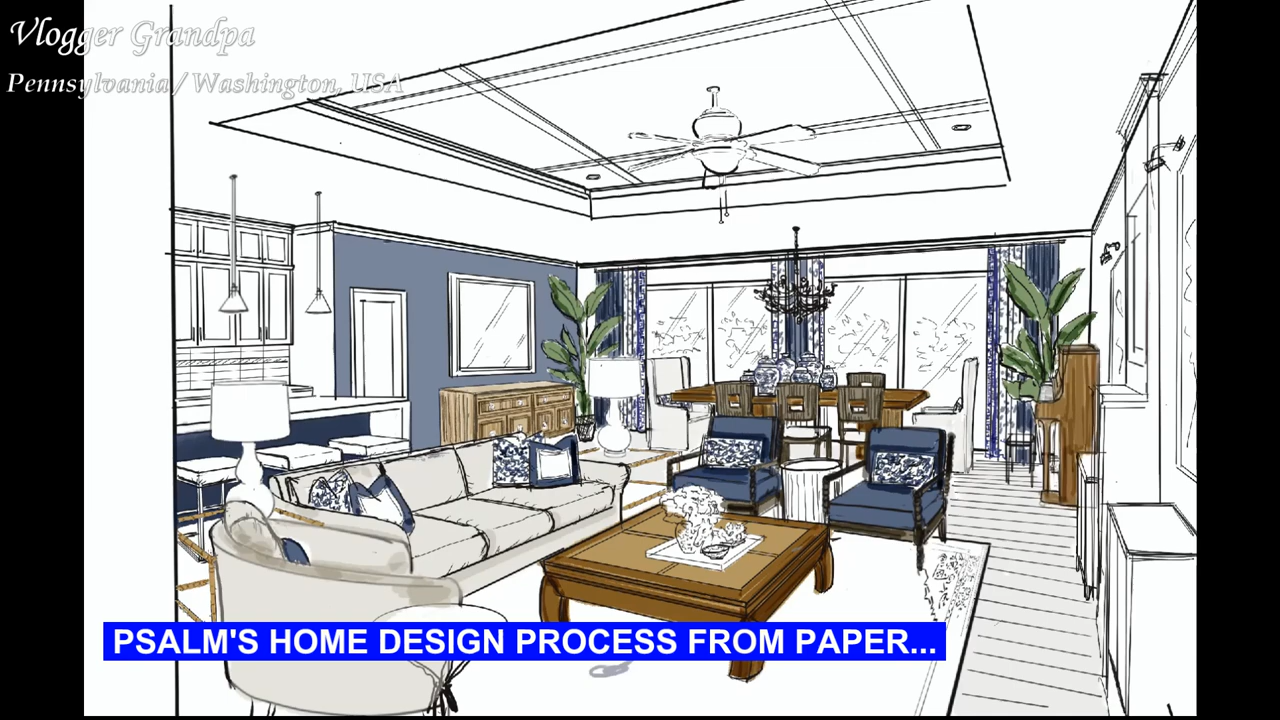 Vlogger Grandpa
Pennsylvania / Washington, USA
PSALM'S HOME DESIGN PROCESS FROM PAPER...